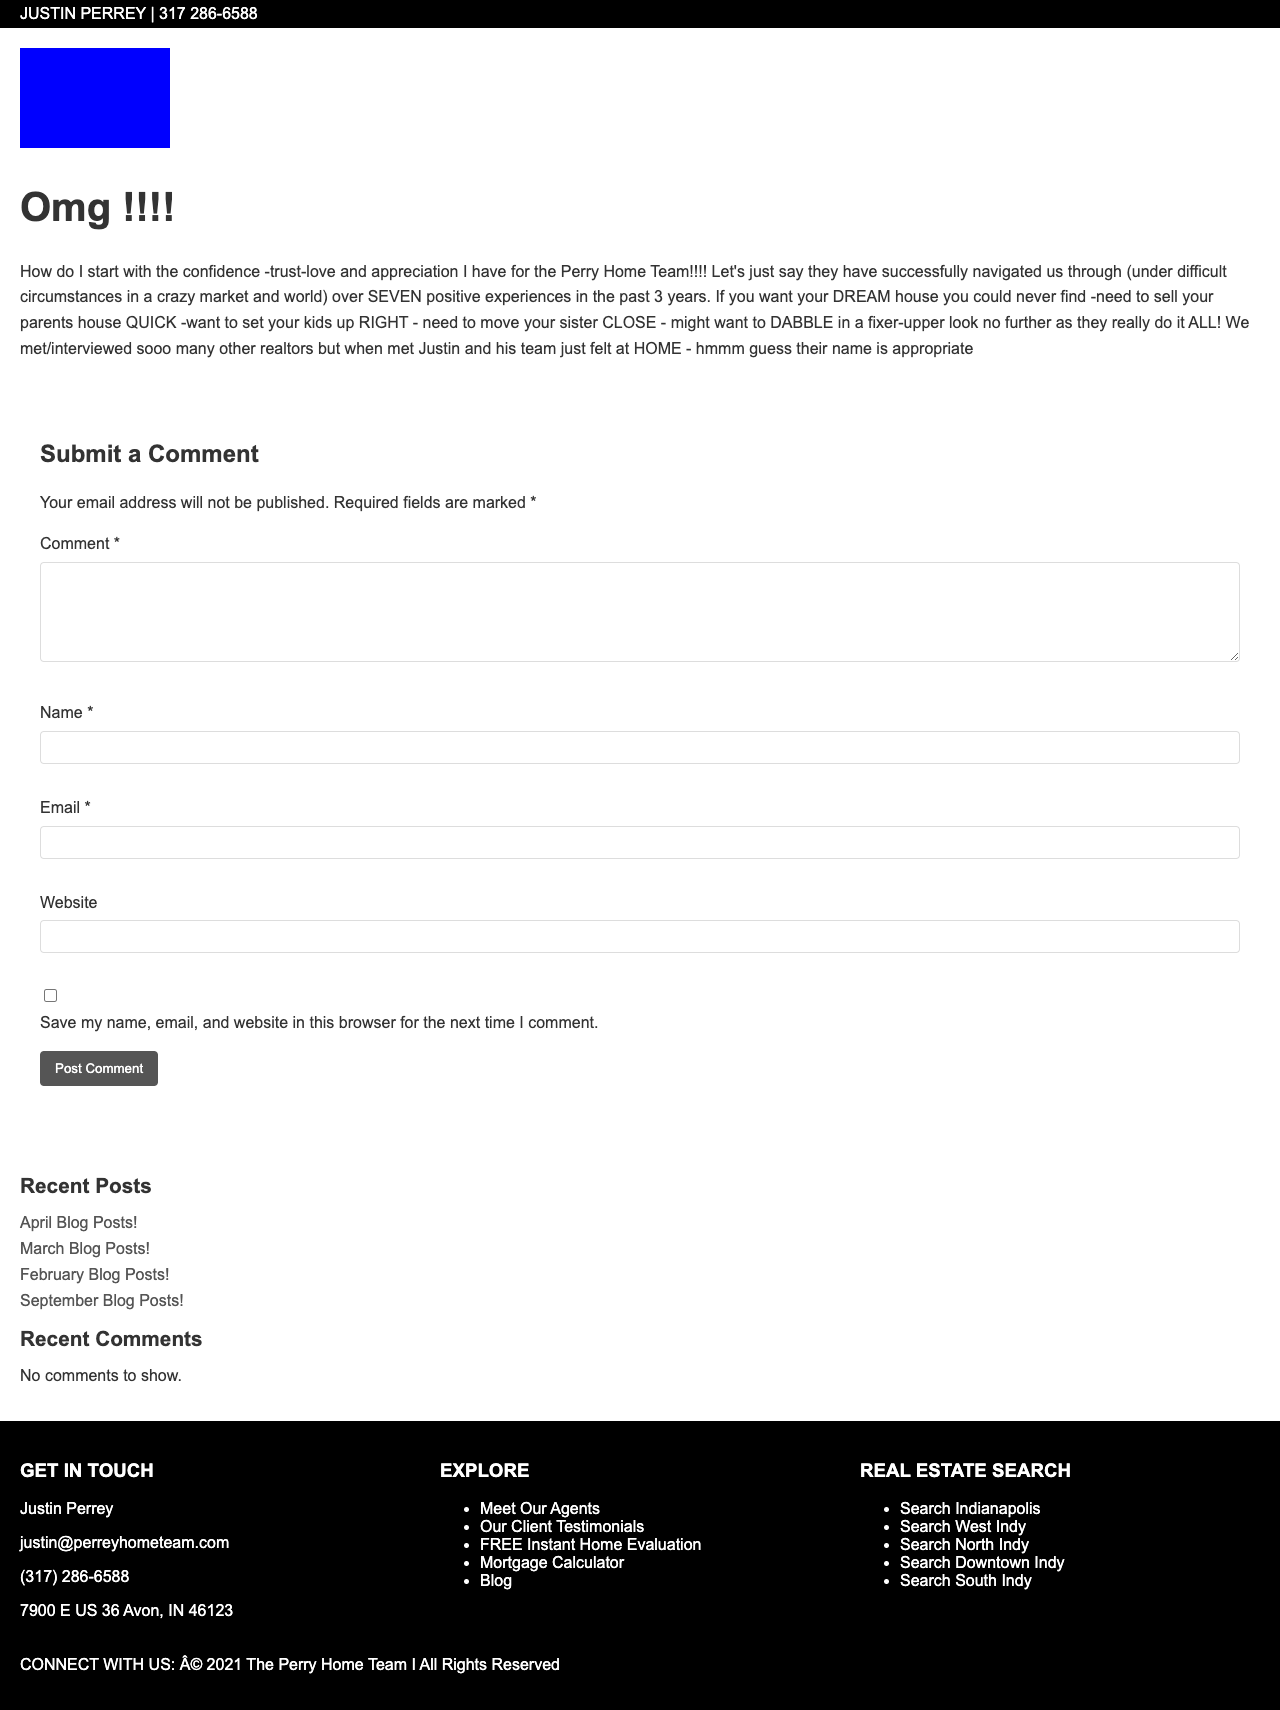 JUSTIN PERREY | 317 286-6588
Omg !!!!
How do I start with the confidence -trust-love and appreciation I have for the Perry Home Team!!!! Let's just say they have successfully navigated us through (under difficult
circumstances in a crazy market and world) over SEVEN positive experiences in the past 3 years. If you want your DREAM house you could never find -need to sell your
parents house QUICK -want to set your kids up RIGHT - need to move your sister CLOSE - might want to DABBLE in a fixer-upper look no further as they really do it ALL! We
met/interviewed sooo many other realtors but when met Justin and his team just felt at HOME - hmmm guess their name is appropriate
Submit a Comment
Your email address will not be published. Required fields are marked *
Comment *
Name *
Email *
Website
Save my name, email, and website in this browser for the next time I comment.
Post Comment
Recent Posts
April Blog Posts!
March Blog Posts!
February Blog Posts!
September Blog Posts!
Recent Comments
No comments to show.
GET IN TOUCH
Justin Perrey
justin@perreyhometeam.com
(317) 286-6588
7900 E US 36 Avon, IN 46123
EXPLORE
Meet Our Agents
Our Client Testimonials
FREE Instant Home Evaluation
Mortgage Calculator
Blog
REAL ESTATE SEARCH
Search Indianapolis
Search West Indy
Search North Indy
Search Downtown Indy
Search South Indy
CONNECT WITH US: Â© 2021 The Perry Home Team I All Rights Reserved